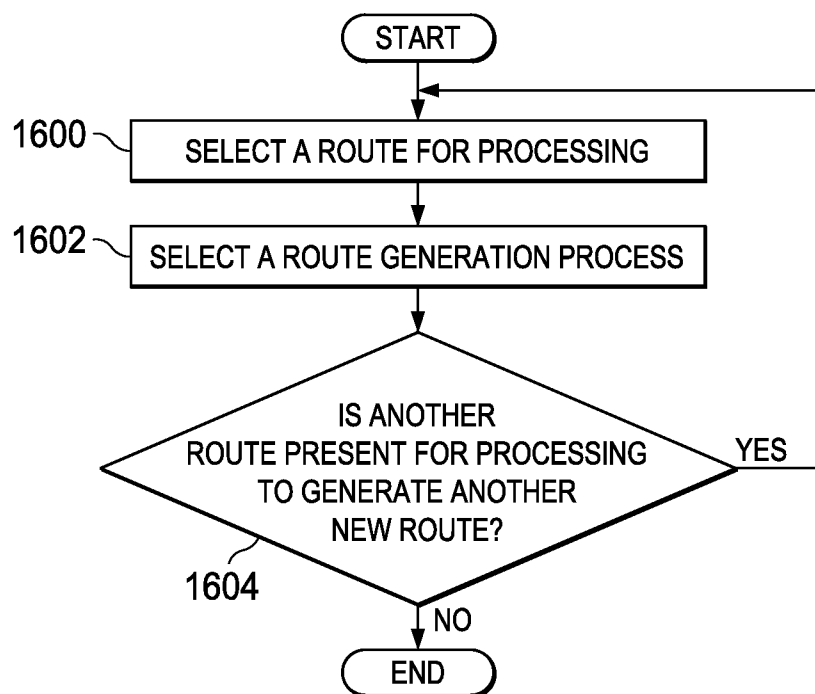 START
1600
SELECT A ROUTE FOR PROCESSING
1602
SELECT A ROUTE GENERATION PROCESS
IS ANOTHER
ROUTE PRESENT FOR PROCESSING
TO GENERATE ANOTHER
NEW ROUTE?
YES
1604
NO
END